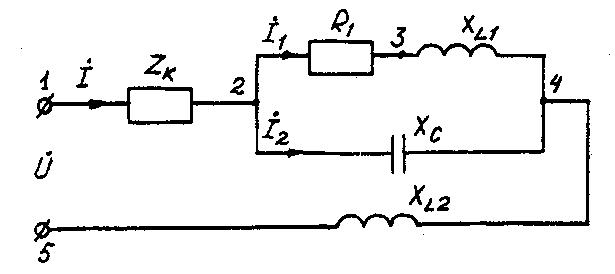 İ₁ R₁ 3 X_L1
1 İ Z_K 2 4
İ₂ X_C
U̇
X_L2
5